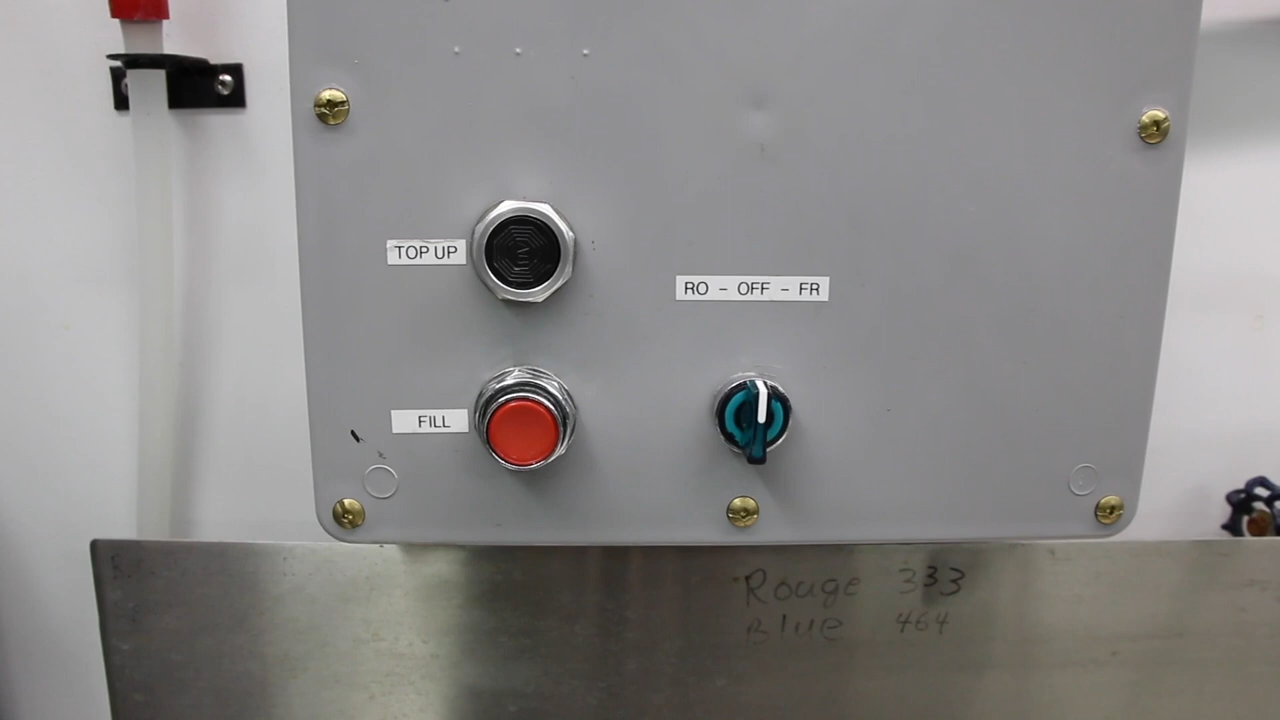 TOP UP
RO - OFF - FR
FILL
Rouge 333
Blue 464